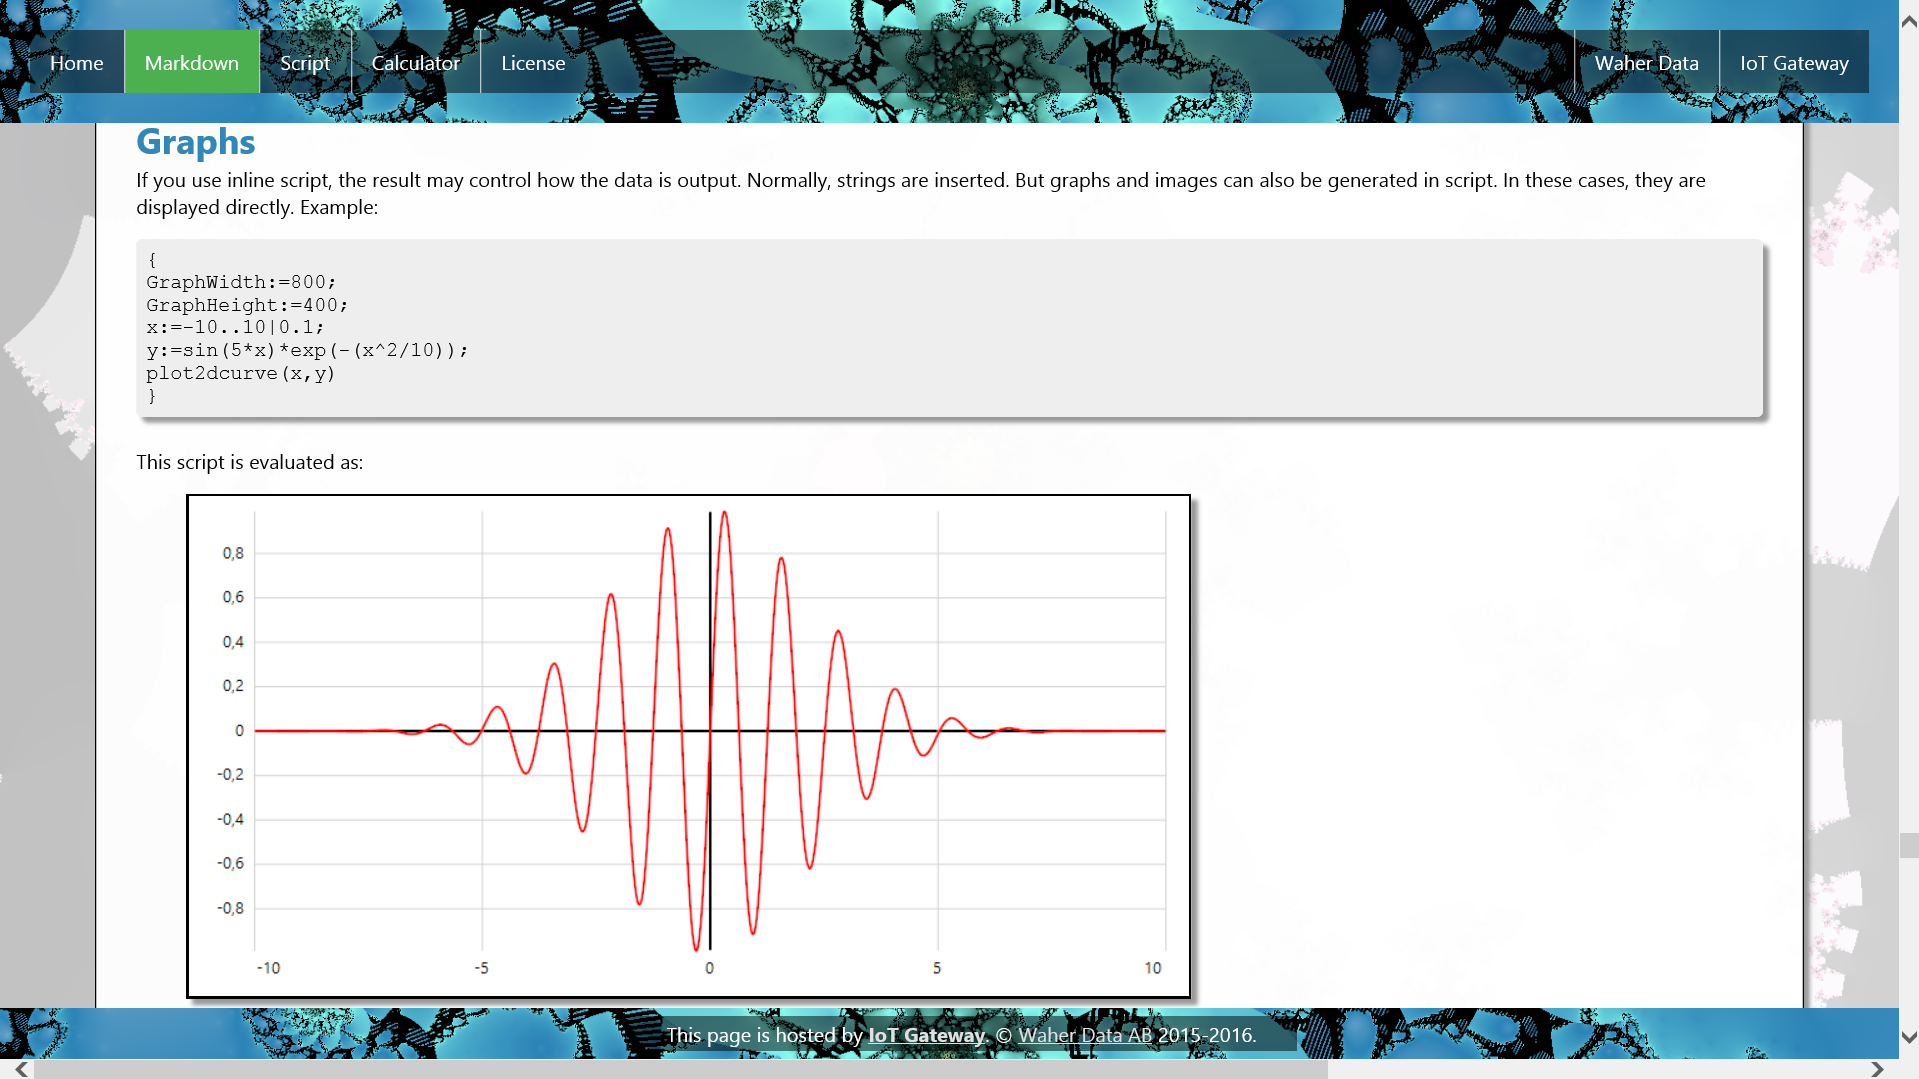 Home
Markdown
Script
Calculator
License
Waher Data
IoT Gateway
Graphs
If you use inline script, the result may control how the data is output. Normally, strings are inserted. But graphs and images can also be generated in script. In these cases, they are
displayed directly. Example:
{
GraphWidth:=800;
GraphHeight:=400;
x:=-10..10|0.1;
y:=sin(5*x)*exp(-(x^2/10));
plot2dcurve(x,y)
}
This script is evaluated as:
0,8
0,6
0,4
0,2
0
-0,2
-0,4
-0,6
-0,8
-10 -5 0 5 10
This page is hosted by IoT Gateway. © Waher Data AB 2015-2016.